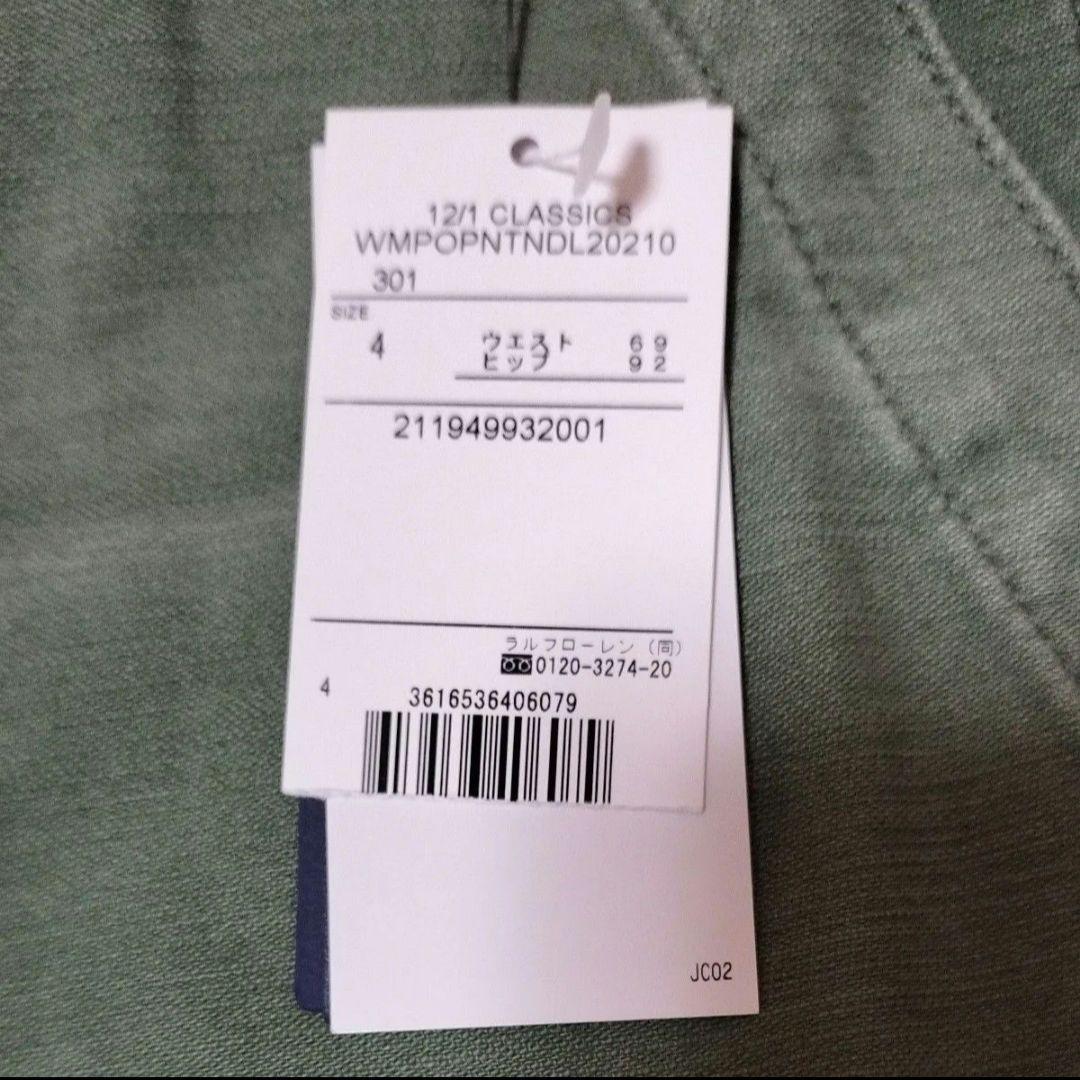 12/1 CLASSICS
WMPOPNTNDL20210
301
SIZE
4 ウエスト 69
ヒップ 92
211949932001
ラルフローレン(同)
0120-3274-20
4 3616536406079
JC02